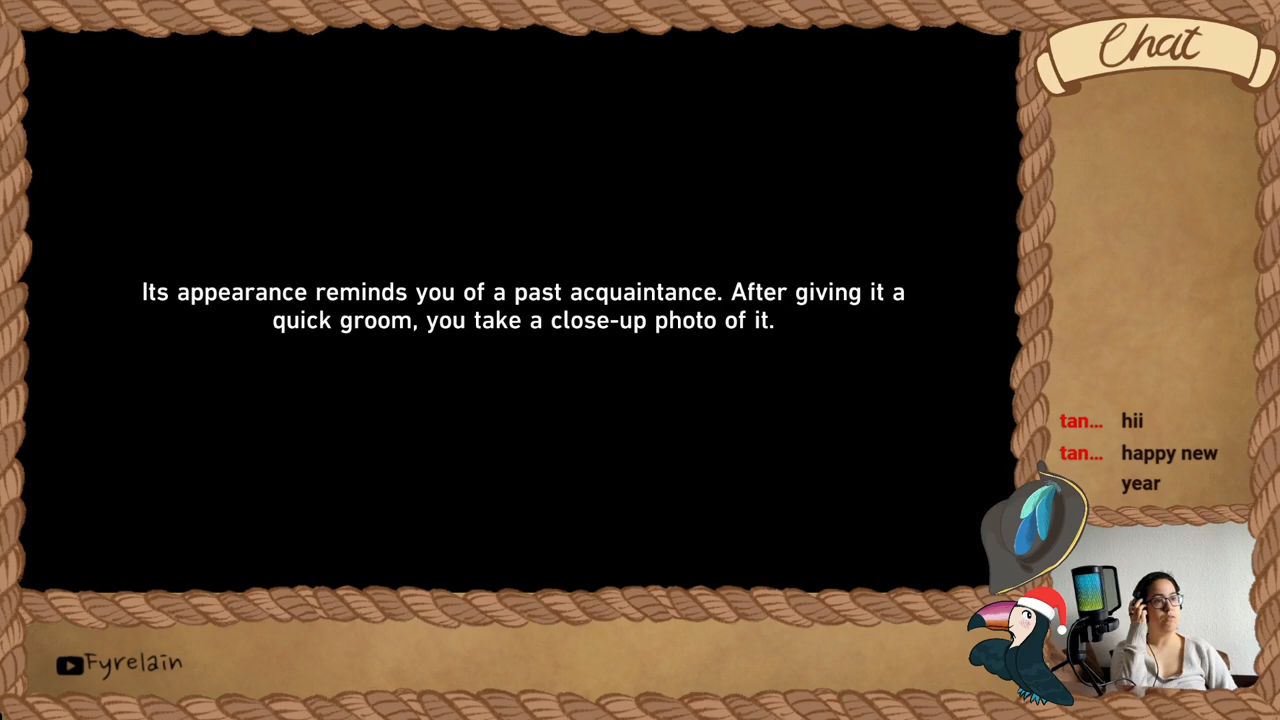 Chat
Its appearance reminds you of a past acquaintance. After giving it a
quick groom, you take a close-up photo of it.
tan... hii
tan... happy new
year
Fyrelain